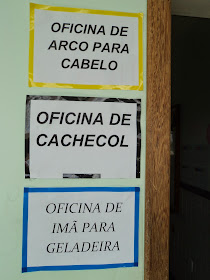 OFICINA DE
ARCO PARA
CABELO
OFICINA DE
CACHECOL
OFICINA DE
IMÃ PARA
GELADEIRA